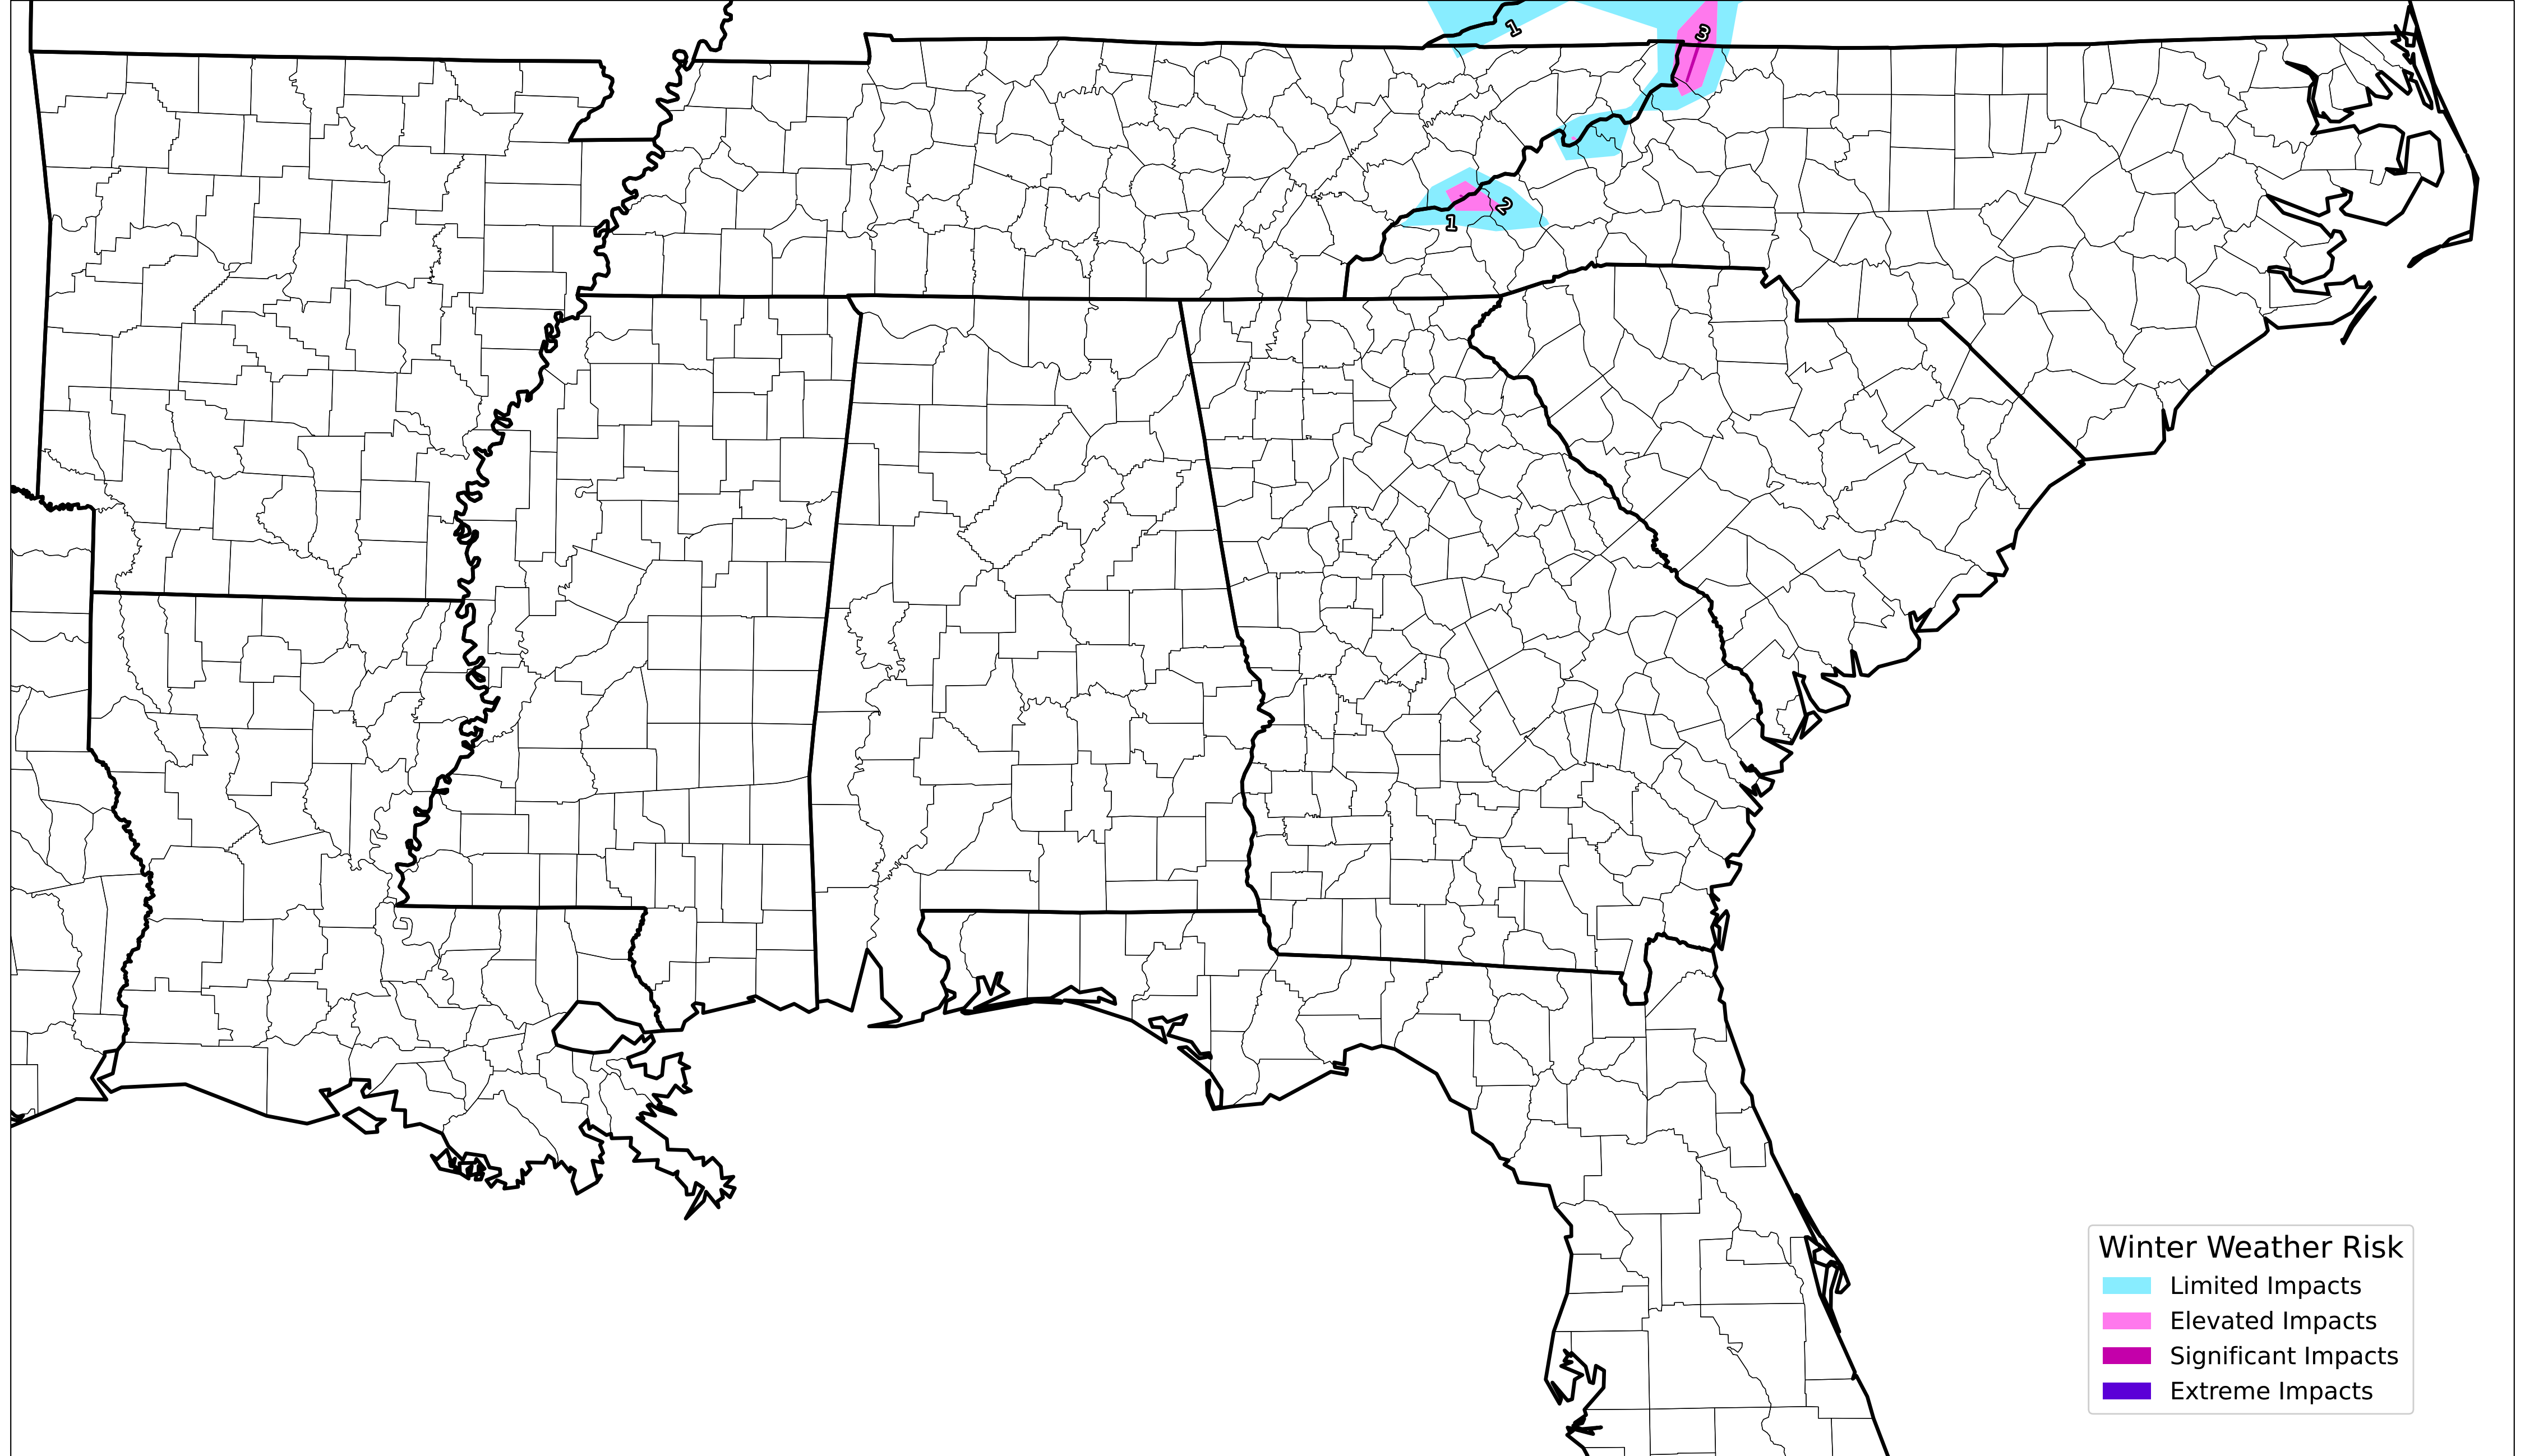 1
3
2
1
Winter Weather Risk
Limited Impacts
Elevated Impacts
Significant Impacts
Extreme Impacts